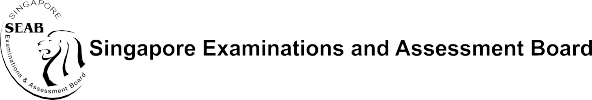 SINGAPORE
SEAB
Examinations & Assessment Board
Singapore Examinations and Assessment Board